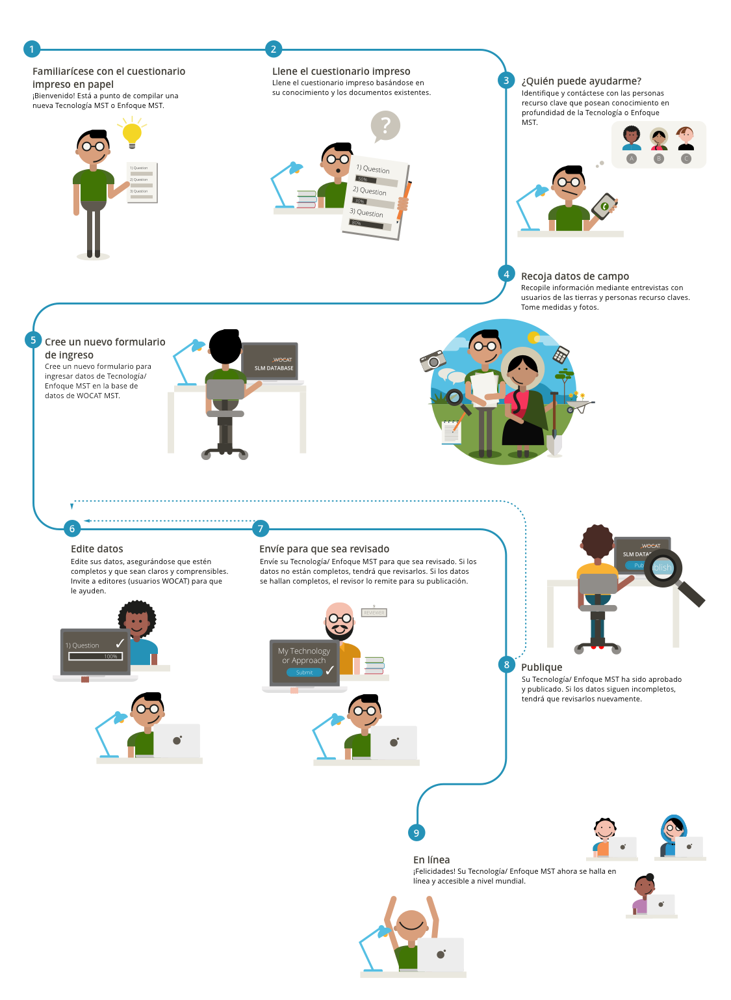 1
Familiarícese con el cuestionario
impreso en papel
¡Bienvenido! Está a punto de compilar una
nueva Tecnología MST o Enfoque MST.
1) Question
2) Question
3) Question
2
Llene el cuestionario impreso
Llene el cuestionario impreso basándose en
su conocimiento y los documentos existentes.
?
1) Question
50%
2) Question
30%
3) Question
80%
3
¿Quién puede ayudarme?
Identifique y contáctese con las personas
recurso clave que posean conocimiento en
profundidad de la Tecnología o Enfoque
MST.
A
B
C
4
Recoja datos de campo
Recopile información mediante entrevistas con
usuarios de las tierras y personas recurso claves.
Tome medidas y fotos.
5
Cree un nuevo formulario
de ingreso
Cree un nuevo formulario para
ingresar datos de Tecnología/
Enfoque MST en la base de
datos de WOCAT MST.
WOCAT
SLM DATABASE
6
Edite datos
Edite sus datos, asegurándose que estén
completos y que sean claros y comprensibles.
Invite a editores (usuarios WOCAT) para que
le ayuden.
1) Question
100%
7
Envíe para que sea revisado
Envíe su Tecnología/ Enfoque MST para que sea revisado. Si los
datos no están completos, tendrá que revisarlos. Si los datos
se hallan completos, el revisor lo remite para su publicación.
REVIEWER
My Technology
or Approach
Submit
WOCAT
SLM DATA
Pub
blish
8
Publique
Su Tecnología/ Enfoque MST ha sido aprobado
y publicado. Si los datos siguen incompletos,
tendrá que revisarlos nuevamente.
9
En línea
¡Felicidades! Su Tecnología/ Enfoque MST ahora se halla en
línea y accesible a nivel mundial.